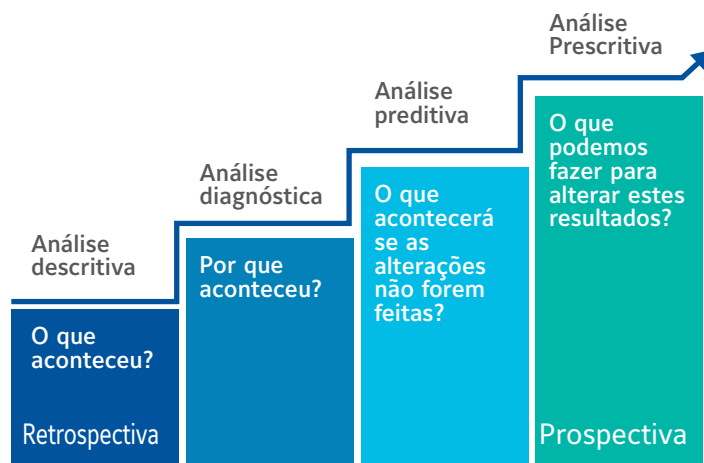 Análise
descritiva
O que
aconteceu?
Retrospectiva
Análise
diagnóstica
Por que
aconteceu?
Análise
preditiva
O que
acontecerá
se as
alterações
não forem
feitas?
Análise
Prescritiva
O que
podemos
fazer para
alterar estes
resultados?
Prospectiva